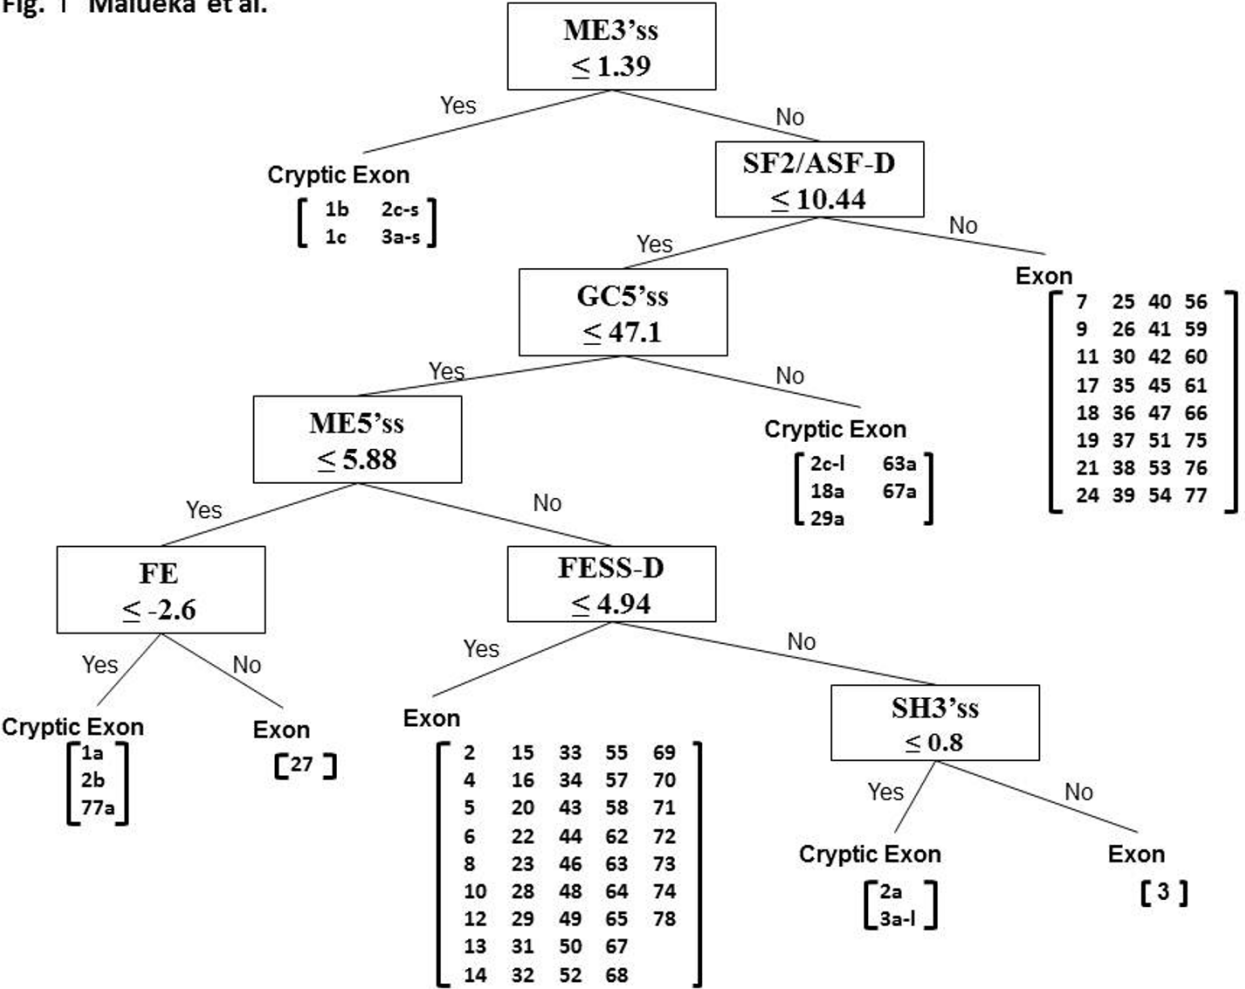 Fig. 1 Malueka et al.
ME3’ss
≤ 1.39
Yes
No
Cryptic Exon
1b 2c-s
1c 3a-s
SF2/ASF-D
≤ 10.44
Yes
No
Exon
7 25 40 56
9 26 41 59
11 30 42 60
17 35 45 61
18 36 47 66
19 37 51 75
21 38 53 76
24 39 54 77
GC5’ss
≤ 47.1
Yes
No
Cryptic Exon
2c-l 63a
18a 67a
29a
ME5’ss
≤ 5.88
Yes
No
FE
≤ -2.6
Yes
No
Cryptic Exon
1a
2b
77a
Exon
[27]
FESS-D
≤ 4.94
Yes
No
Exon
2 15 33 55 69
4 16 34 57 70
5 20 43 58 71
6 22 44 62 72
8 23 46 63 73
10 28 48 64 74
12 29 49 65 78
13 31 50 67
14 32 52 68
SH3’ss
≤ 0.8
Yes
No
Cryptic Exon
2a
3a-l
Exon
[3]